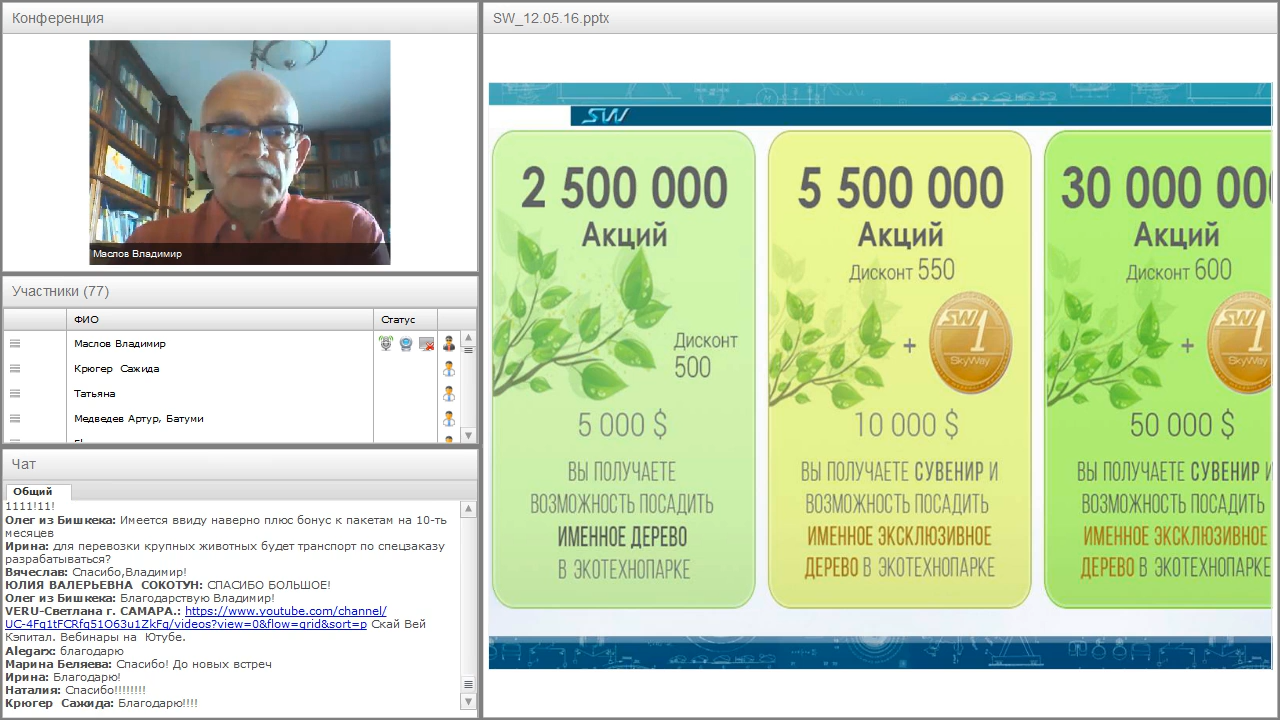 Конференция
Маслов Владимир
Участники (77)
ФИО
Статус
Маслов Владимир
Крюгер Сажида
Татьяна
Медведев Артур, Батуми
Чат
Общий
1111!11!
Олег из Бишкека: Имеется ввиду наверно плюс бонус к пакетам на 10-ть
месяцев
Ирина: для перевозки крупных животных будет транспорт по спецзаказу
разрабатываться?
Вячеслав: Спасибо,Владимир!
ЮЛИЯ ВАЛЕРЬЕВНА СОКОТУН: СПАСИБО БОЛЬШОЕ!
Олег из Бишкека: Благодарствую Владимир!
VERU-Светлана г. САМАРА.: https://www.youtube.com/channel/
UC-4Fq1tFCRfg51O63u1ZkFg/videos?view=0&flow=grid&sort=p Скай Вей
Кэпитал. Вебинары на Ютубе.
Alegarx: благодарю
Марина Беляева: Спасибо! До новых встреч
Ирина: Благодарю!
Наталия: Спасибо!!!!!!!!
Крюгер Сажида: Благодарю!!!!
SW_12.05.16.pptx
SW
2 500 000
Акций
Дисконт
500
5 000 $
ВЫ ПОЛУЧАЕТЕ
ВОЗМОЖНОСТЬ ПОСАДИТЬ
ИМЕННОЕ ДЕРЕВО
В ЭКОТЕХНОПАРКЕ
5 500 000
Акций
Дисконт 550
+
SW 1
SkyWay
10 000 $
ВЫ ПОЛУЧАЕТЕ СУВЕНИР И
ВОЗМОЖНОСТЬ ПОСАДИТЬ
ИМЕННОЕ ЭКСКЛЮЗИВНОЕ
ДЕРЕВО В ЭКОТЕХНОПАРКЕ
30 000 000
Акций
Дисконт 600
+
SW 1
SkyWay
50 000 $
ВЫ ПОЛУЧАЕТЕ СУВЕНИР И
ВОЗМОЖНОСТЬ ПОСАДИТЬ
ИМЕННОЕ ЭКСКЛЮЗИВНОЕ
ДЕРЕВО В ЭКОТЕХНОПАРКЕ